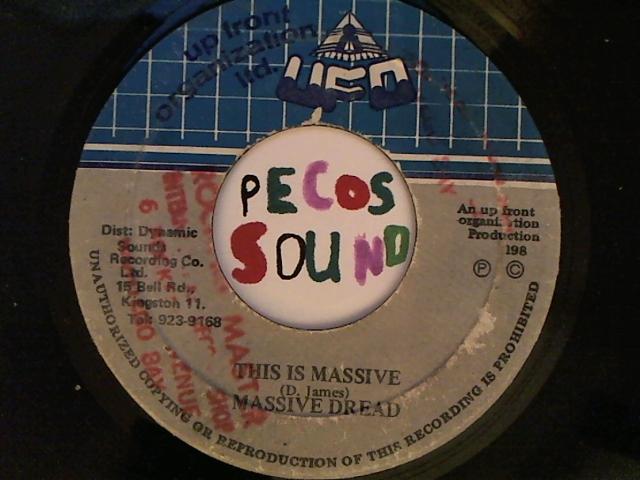 up front
organization
ltd.
UFO
PECOS
SOUND
Dist: Dynamic
Sounds
Recording Co.
Ltd.
15 Bell Rd.,
Kingston 11.
Tel: 923-9168
An up front
Production
198
Ⓟ ©
THIS IS MASSIVE
(D. James)
MASSIVE DREAD
UNAUTHORIZED COPYING OR REPRODUCTION OF THIS RECORDING IS PROHIBITED